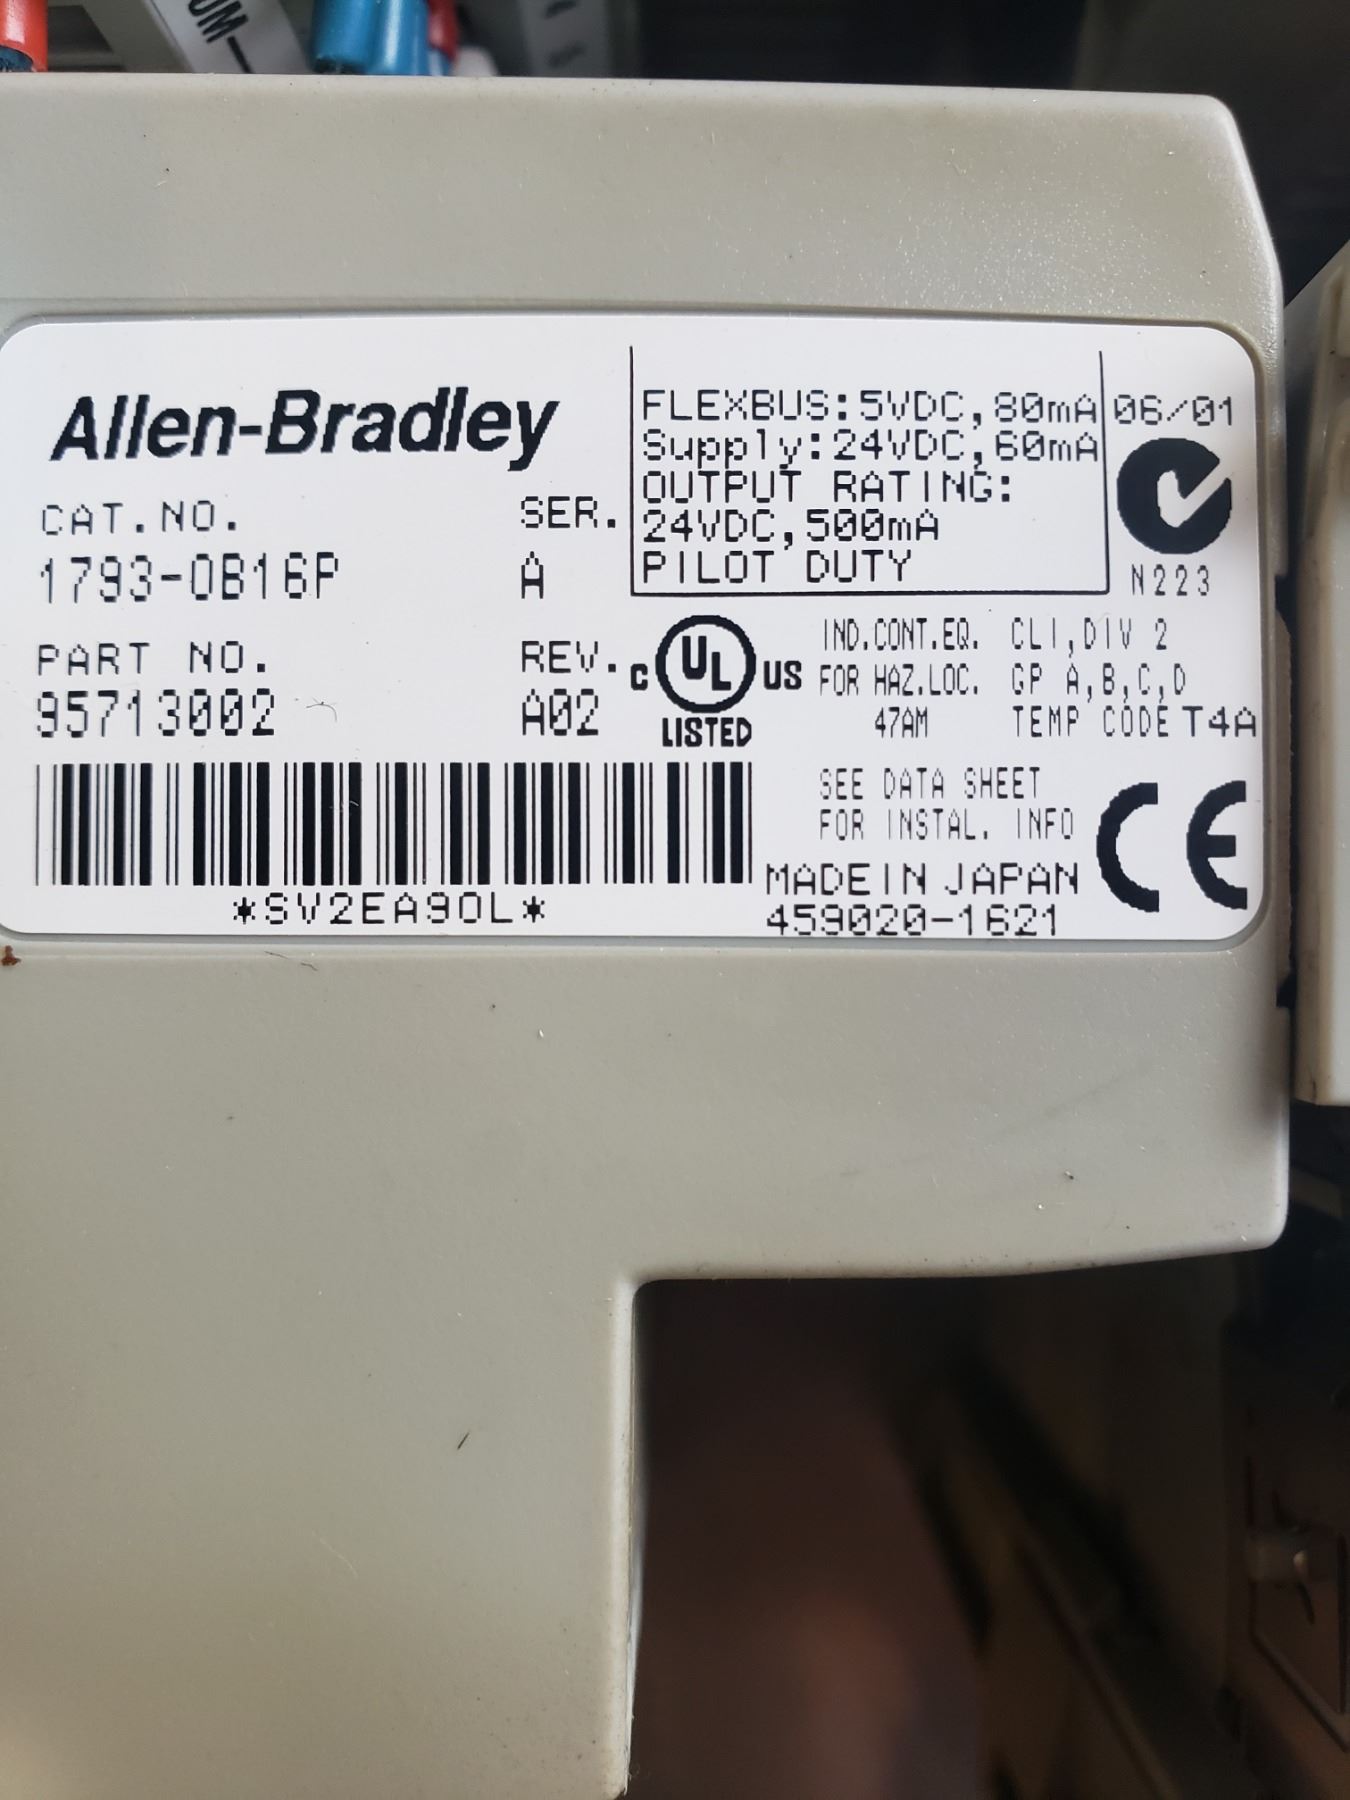 OM
Allen-Bradley
CAT.NO. SER.
1793-OB16P A
PART NO. REV.
95713002 A02
*SV2EA9OL*
FLEXBUS:5VDC,80mA
Supply:24VDC,60mA
OUTPUT RATING:
24VDC,500mA
PILOT DUTY
06/01
N223
C UL US
LISTED
IND.CONT.EQ. CLI,DIV 2
FOR HAZ.LOC. GP A,B,C,D
47AM TEMP CODE T4A
SEE DATA SHEET
FOR INSTAL. INFO
CE
MADE IN JAPAN
459020-1621